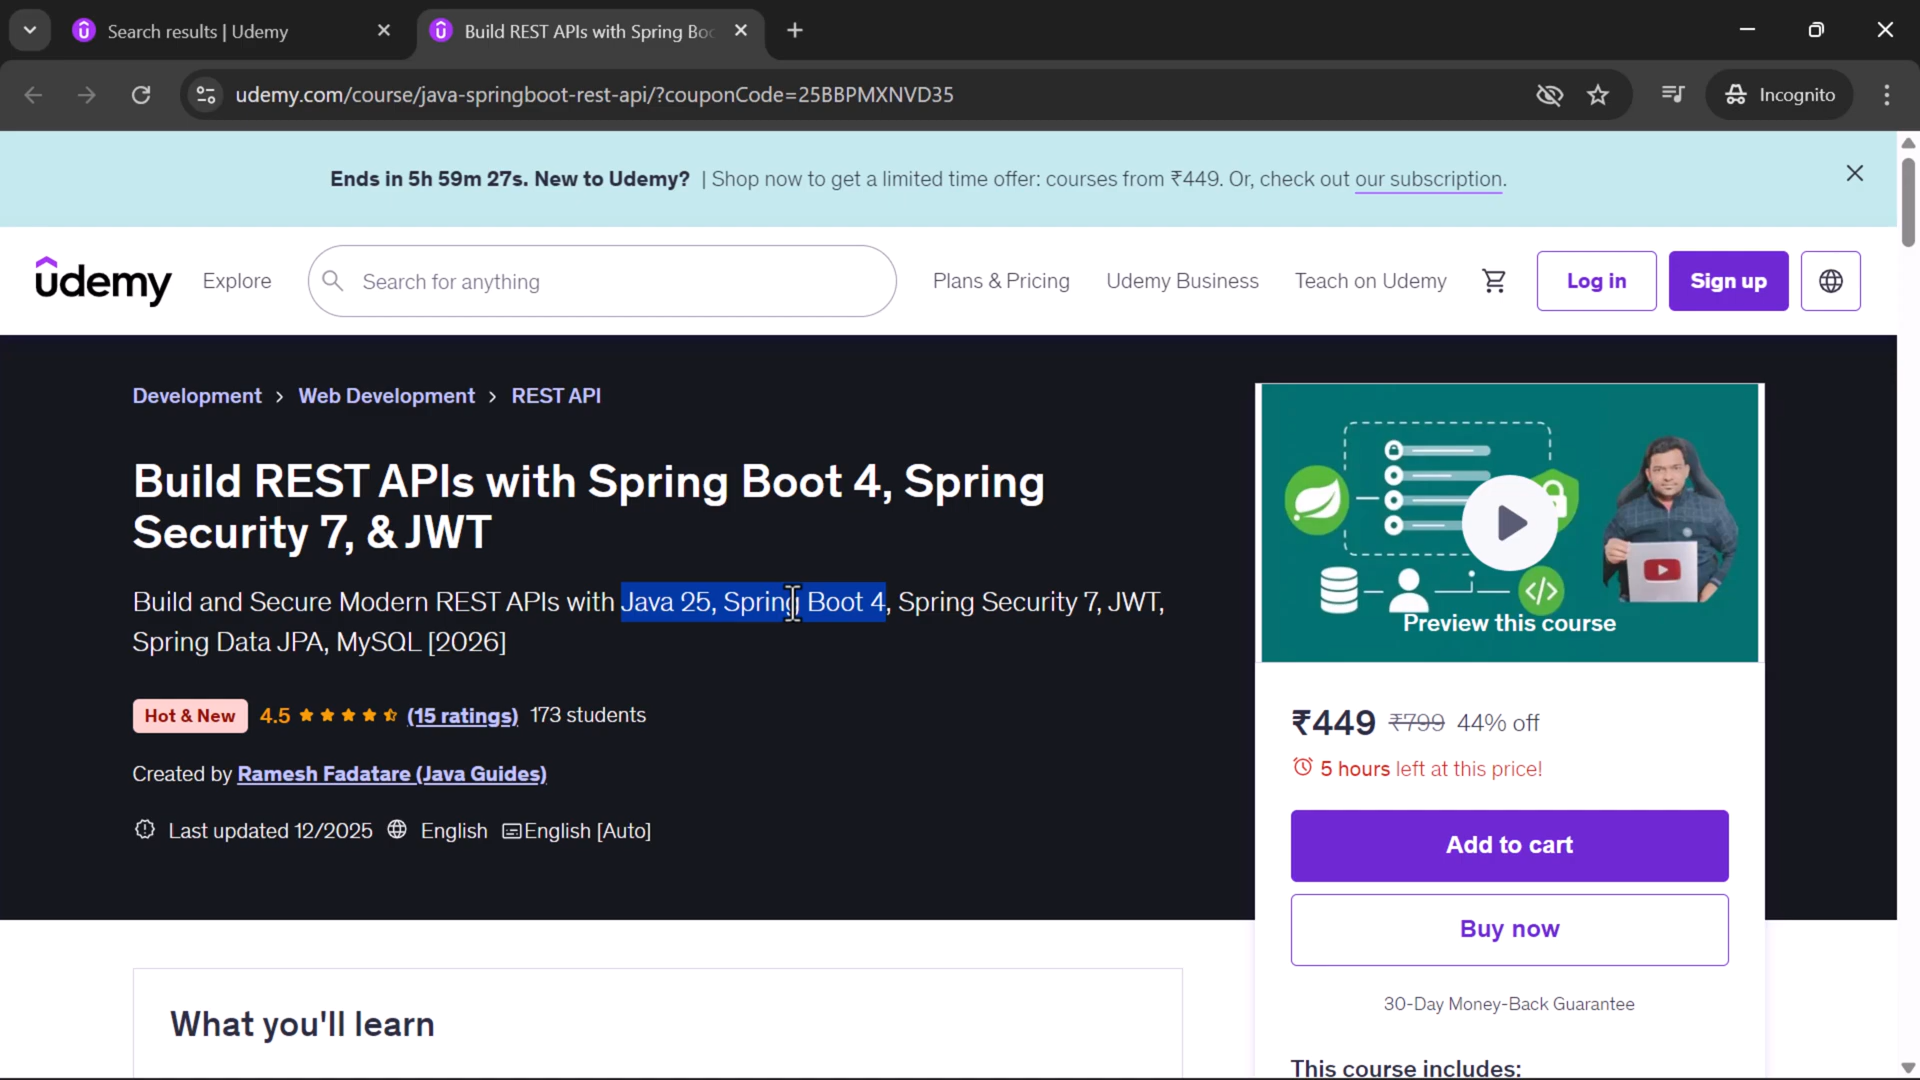 Search results | Udemy
Build REST APIs with Spring Boo
udemy.com/course/java-springboot-rest-api/?couponCode=25BBPMXNVD35
Incognito
Ends in 5h 59m 27s. New to Udemy? | Shop now to get a limited time offer: courses from ₹449. Or, check out our subscription.
udemy
Explore
Search for anything
Plans & Pricing
Udemy Business
Teach on Udemy
Log in
Sign up
Development > Web Development > REST API
Build REST APIs with Spring Boot 4, Spring
Security 7, & JWT
Build and Secure Modern REST APIs with Java 25, Spring Boot 4, Spring Security 7, JWT,
Spring Data JPA, MySQL [2026]
Hot & New 4.5 (15 ratings) 173 students
Created by Ramesh Fadatare (Java Guides)
Last updated 12/2025 English English [Auto]
What you'll learn
Preview this course
₹449 ₹799 44% off
5 hours left at this price!
Add to cart
Buy now
30-Day Money-Back Guarantee
This course includes: